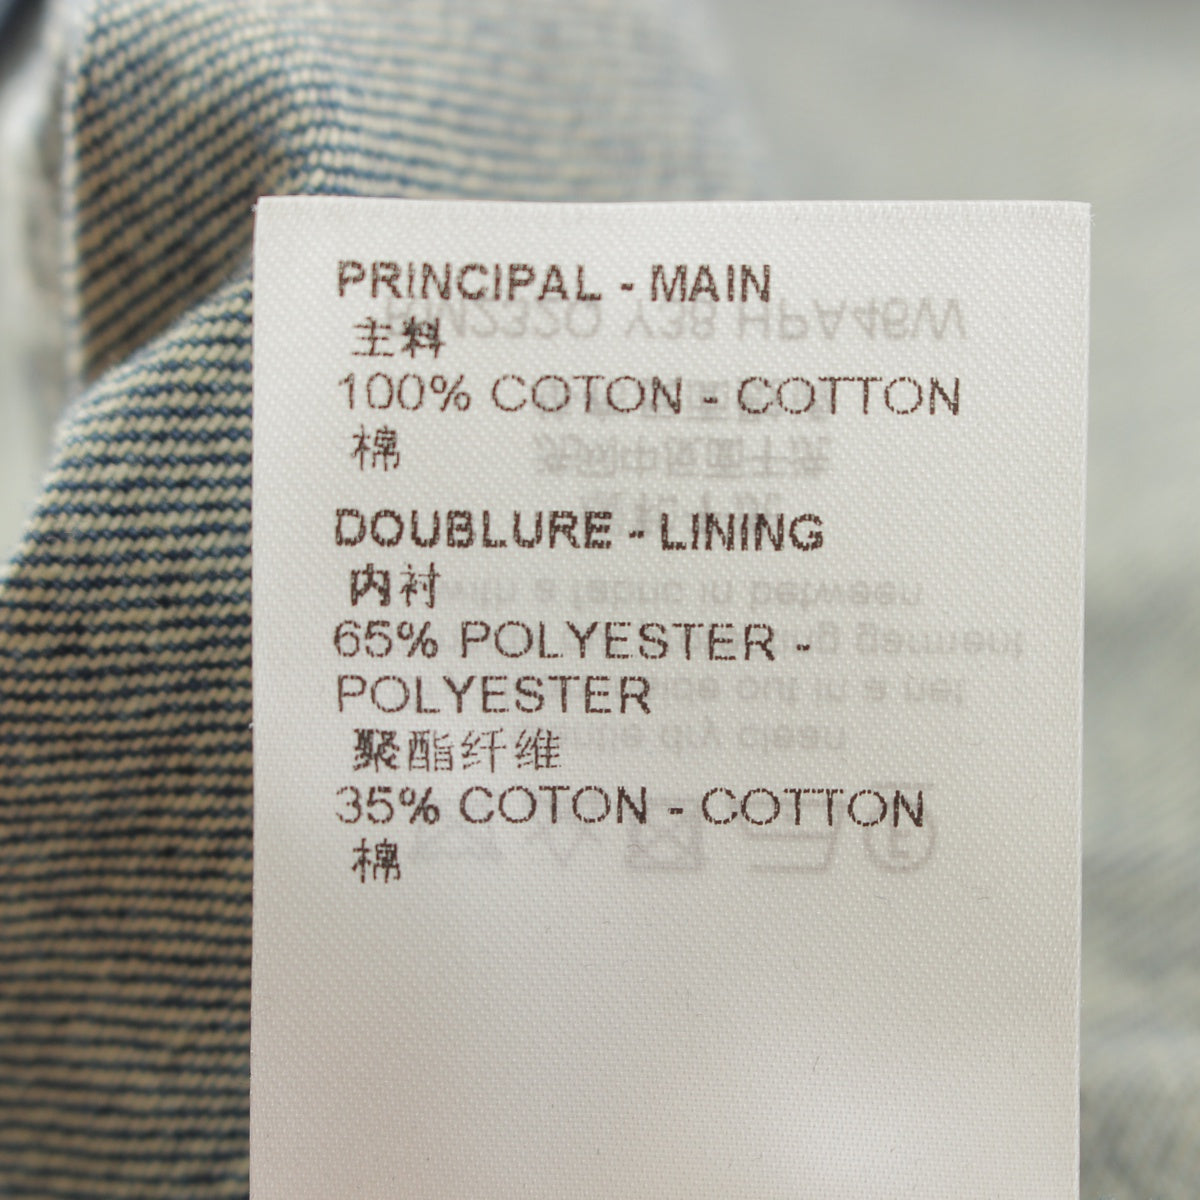 PRINCIPAL - MAIN
主料
100% COTON - COTTON
棉
DOUBLURE - LINING
内衬
65% POLYESTER -
POLYESTER
聚酯纤维
35% COTON - COTTON
棉